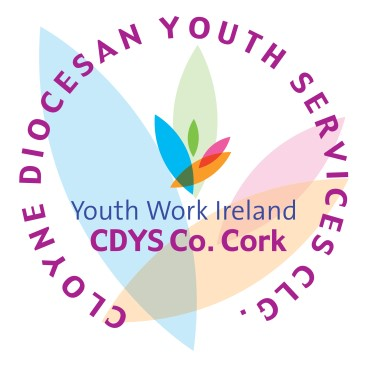 CLOYNE DIOCESAN YOUTH SERVICES CLG.
Youth Work Ireland
CDYS Co. Cork